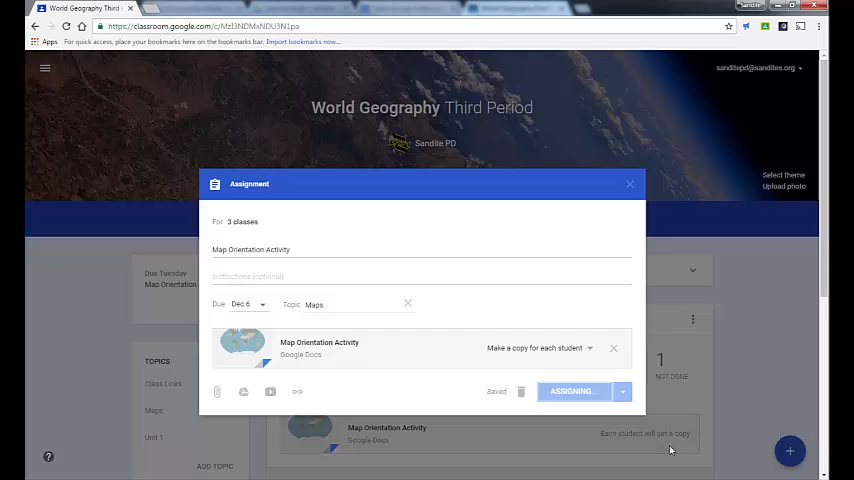 World Geography Third P
Sandite
https://classroom.google.com/c/MzI3NDMxNDU3N1pa
Apps For quick access, place your bookmarks here on the bookmarks bar. Import bookmarks now...
sanditepd@sandites.org
World Geography Third Period
Sandite PD
Select theme
Upload photo
Assignment
For 3 classes
Map Orientation Activity
Instructions (optional)
Due Dec 6 Topic Maps
Map Orientation Activity
Google Docs
Make a copy for each student
Saved ASSIGNING...
Due Tuesday
Map Orientation
TOPICS
Class Links
Maps
Unit 1
ADD TOPIC
1
NOT DONE
Map Orientation Activity
Google Docs
Each student will get a copy